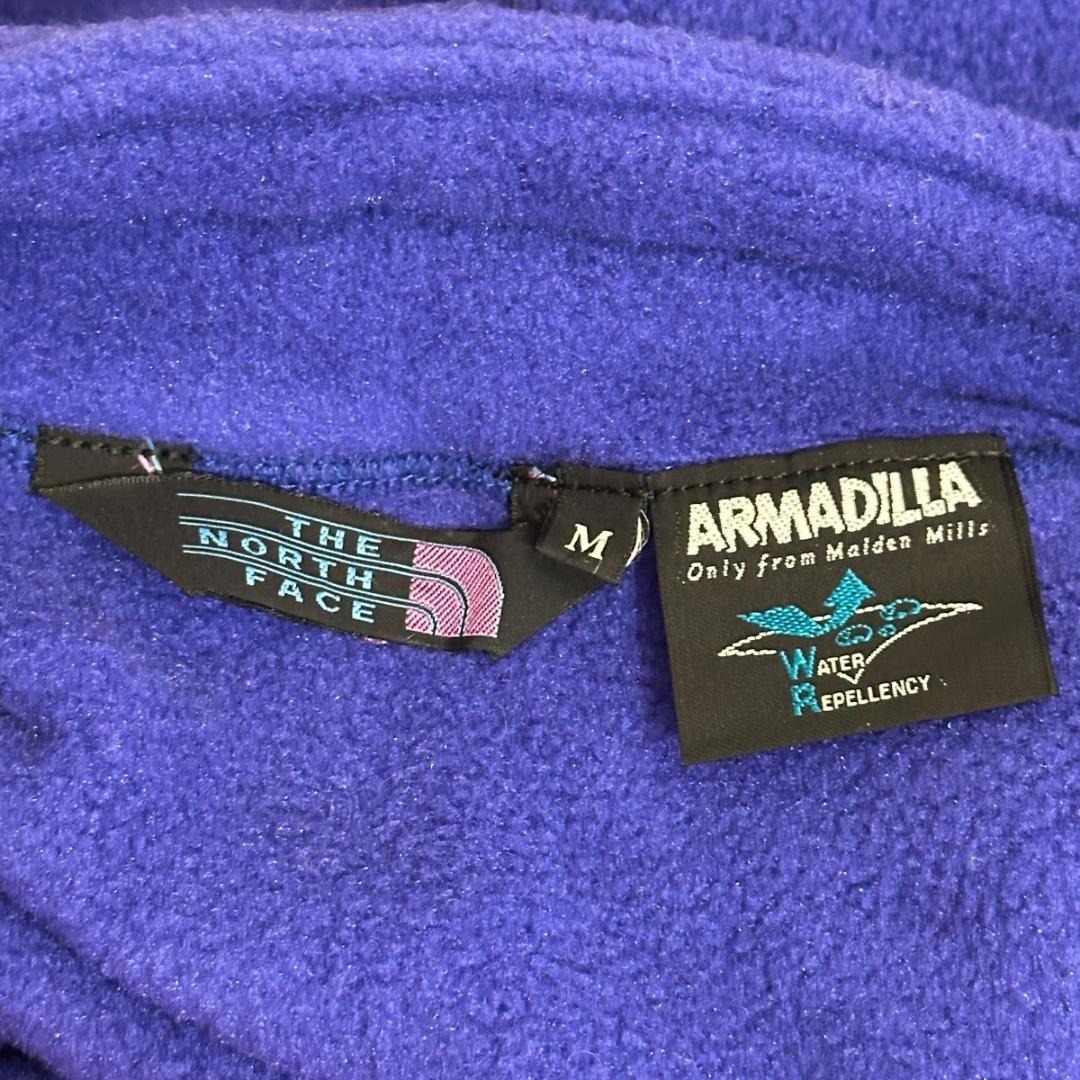 THE
NORTH
FACE
M
ARMADILLA
Only from Malden Mills
WATER
REPELLENCY